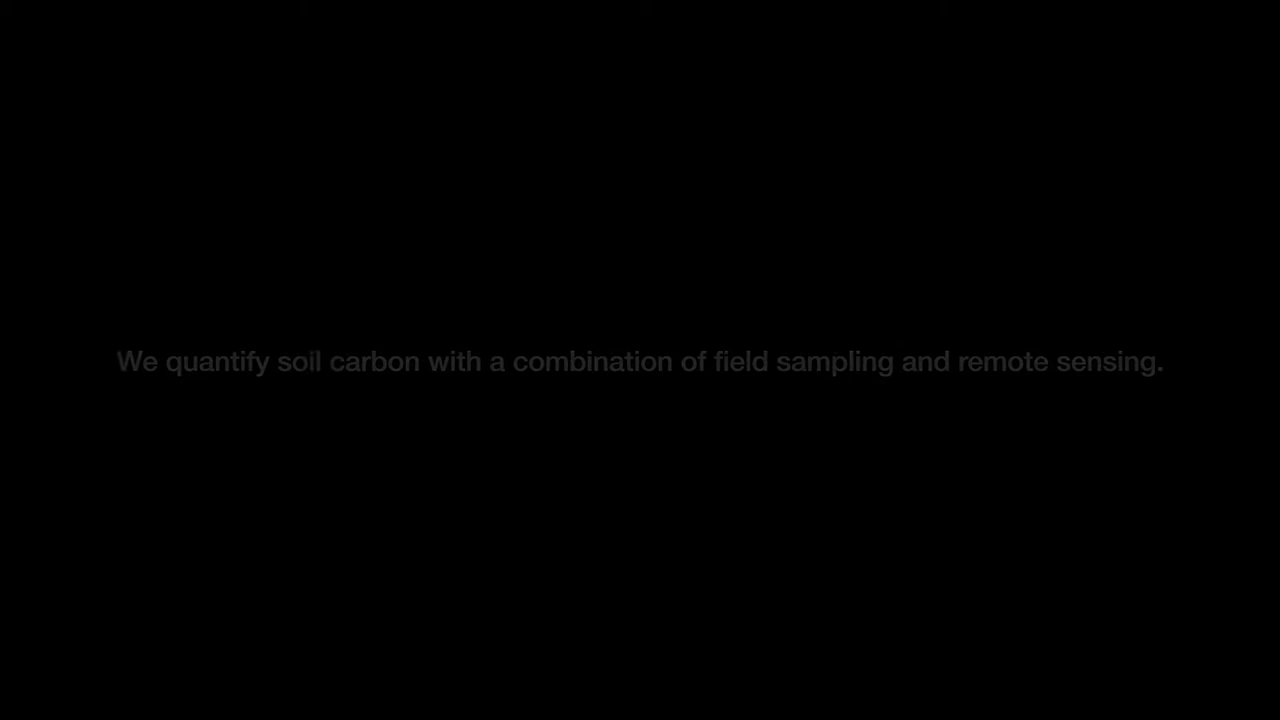 We quantify soil carbon with a combination of field sampling and remote sensing.